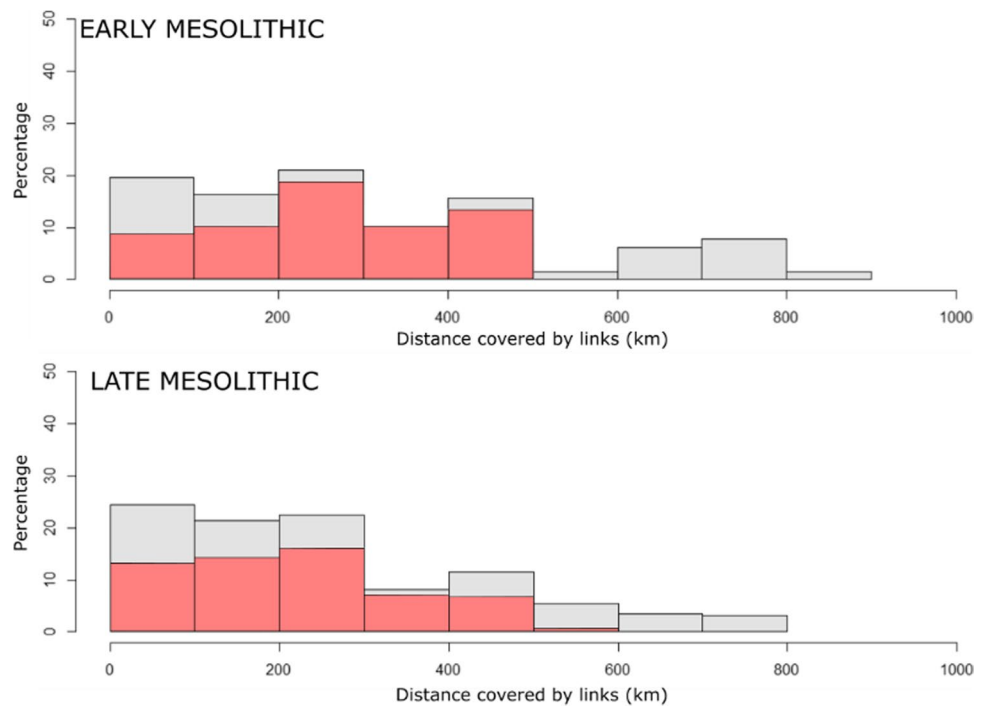 EARLY MESOLITHIC
Percentage
50
40
30
20
10
0
0 200 400 600 800 1000
Distance covered by links (km)
LATE MESOLITHIC
Percentage
50
40
30
20
10
0
0 200 400 600 800 1000
Distance covered by links (km)